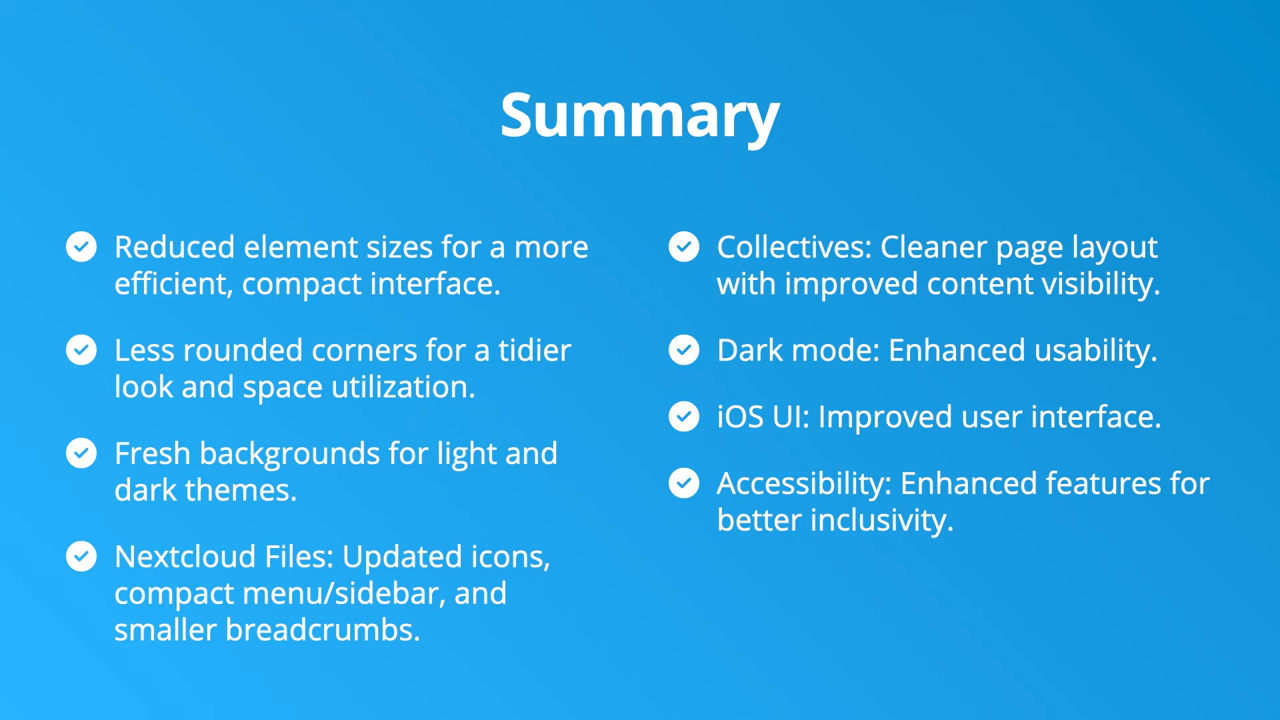 Summary
Reduced element sizes for a more
efficient, compact interface.
Less rounded corners for a tidier
look and space utilization.
Fresh backgrounds for light and
dark themes.
Nextcloud Files: Updated icons,
compact menu/sidebar, and
smaller breadcrumbs.
Collectives: Cleaner page layout
with improved content visibility.
Dark mode: Enhanced usability.
iOS UI: Improved user interface.
Accessibility: Enhanced features for
better inclusivity.